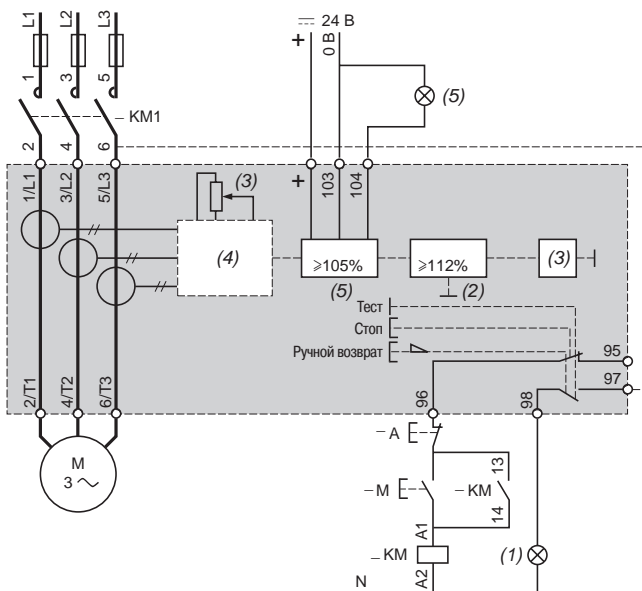 L1 L2 L3
24 В
+ 0 В
1 3 5
(5)
– KM1
2 4 6
1/L1 3/L2 5/L3
+ 103 104
(3)
(4)
≥105%
(5)
≥112%
(2)
(3)
Тест
Стоп
Ручной возврат
95
97
2/T1 4/T2 6/T3
96 98
M
3
– A
– M
– KM
13
14
A1
– KM
A2
(1)
N